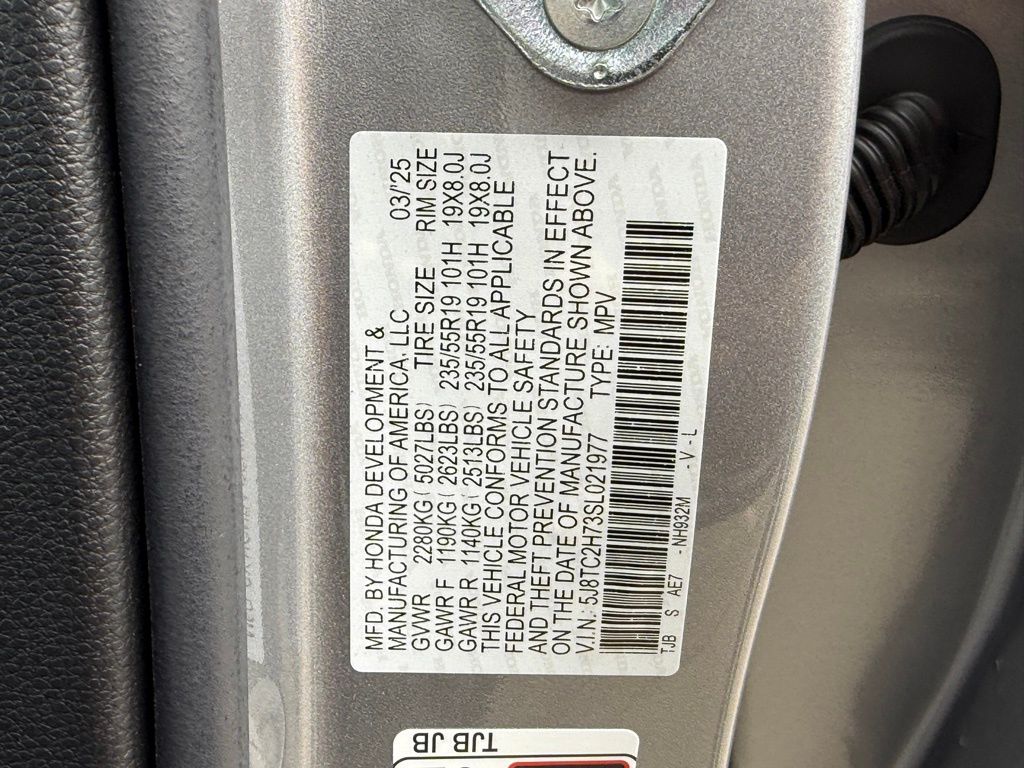 MFD. BY HONDA DEVELOPMENT &
MANUFACTURING OF AMERICA, LLC 03/'25
GWVR 2280KG ( 5027LBS) TIRE SIZE RIM SIZE
GAWR F 1190KG ( 2623LBS) 235/55R19 101H 19X8.0J
GAWR R 1140KG ( 2513LBS) 235/55R19 101H 19X8.0J
THIS VEHICLE CONFORMS TO ALL APPLICABLE
FEDERAL MOTOR VEHICLE SAFETY
AND THEFT PREVENTION STANDARDS IN EFFECT
ON THE DATE OF MANUFACTURE SHOWN ABOVE.
V.I.N.: 5J8TC2H73SL021977 TYPE: MPV
TJB S AE7 - NH932M - V - L
TJB JB